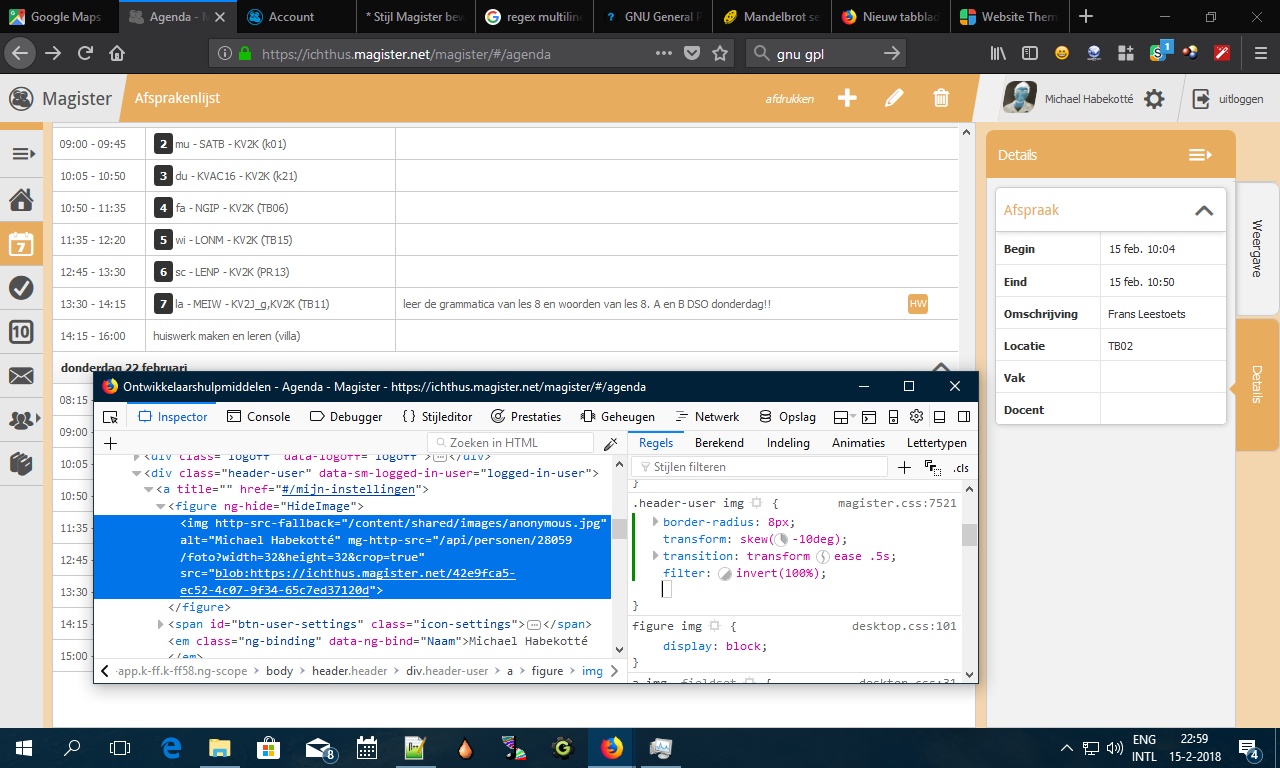 Google Maps
Agenda - M
Account
* Stijl Magister bew
regex multiline
GNU General P
Mandelbrot se
Nieuw tabblad
Website Them
https://ichthus.magister.net/magister/#/agenda
gnu gpl
1
Magister
Afsprakenlijst
afdrukken
Michael Habekotté
uitloggen
7
10
09:00 - 09:45 2 mu - SATB - KV2K (k01)
10:05 - 10:50 3 du - KVAC16 - KV2K (k21)
10:50 - 11:35 4 fa - NGIP - KV2K (TB06)
11:35 - 12:20 5 wi - LONM - KV2K (TB15)
12:45 - 13:30 6 sc - LENP - KV2K (PR13)
13:30 - 14:15 7 la - MEIW - KV2J_g,KV2K (TB11) leer de grammatica van les 8 en woorden van les 8. A en B DSO donderdag!! HW
14:15 - 16:00 huiswerk maken en leren (villa)
donderdag 22 februari
08:15 -
09:00 -
10:05 -
10:50 -
11:35 -
12:45 -
13:30 -
14:15 -
15:00 -
Details
Afspraak
Begin 15 feb. 10:04
Eind 15 feb. 10:50
Omschrijving Frans Leestoets
Locatie TB02
Vak
Docent
Weergave
Details
Ontwikkelaarshulpmiddelen - Agenda - Magister - https://ichthus.magister.net/magister/#/agenda
Inspector
Console
Debugger
{ } Stijleditor
Prestaties
Geheugen
Netwerk
Opslag
Zoeken in HTML
<div class="logoff" data-logoff="logoff"></div>
<div class="header-user" data-sm-logged-in-user="logged-in-user">
<a title="" href="#/mijn-instellingen">
<figure ng-hide="HideImage">
<img http-src-fallback="/content/shared/images/anonymous.jpg"
alt="Michael Habekotté" mg-http-src="/api/personen/28059
/foto?width=32&height=32&crop=true"
src="blob:https://ichthus.magister.net/42e9fca5-
ec52-4c07-9f34-65c7ed37120d">
</figure>
<span id="btn-user-settings" class="icon-settings"></span>
<em class="ng-binding" data-ng-bind="Naam">Michael Habekotté
</em>
-app.k-ff.k-ff58.ng-scope
body
header.header
div.header-user
a
figure
img
Regels
Berekend
Indeling
Animaties
Lettertypen
Stijlen filteren
.cls
}
.header-user img { magister.css:7521
border-radius: 8px;
transform: skew(-10deg);
transition: transform ease .5s;
filter: invert(100%);
}
figure img { desktop.css:101
display: block;
}
a img, fieldset { desktop.css:31
8
ENG
INTL
22:59
15-2-2018
4